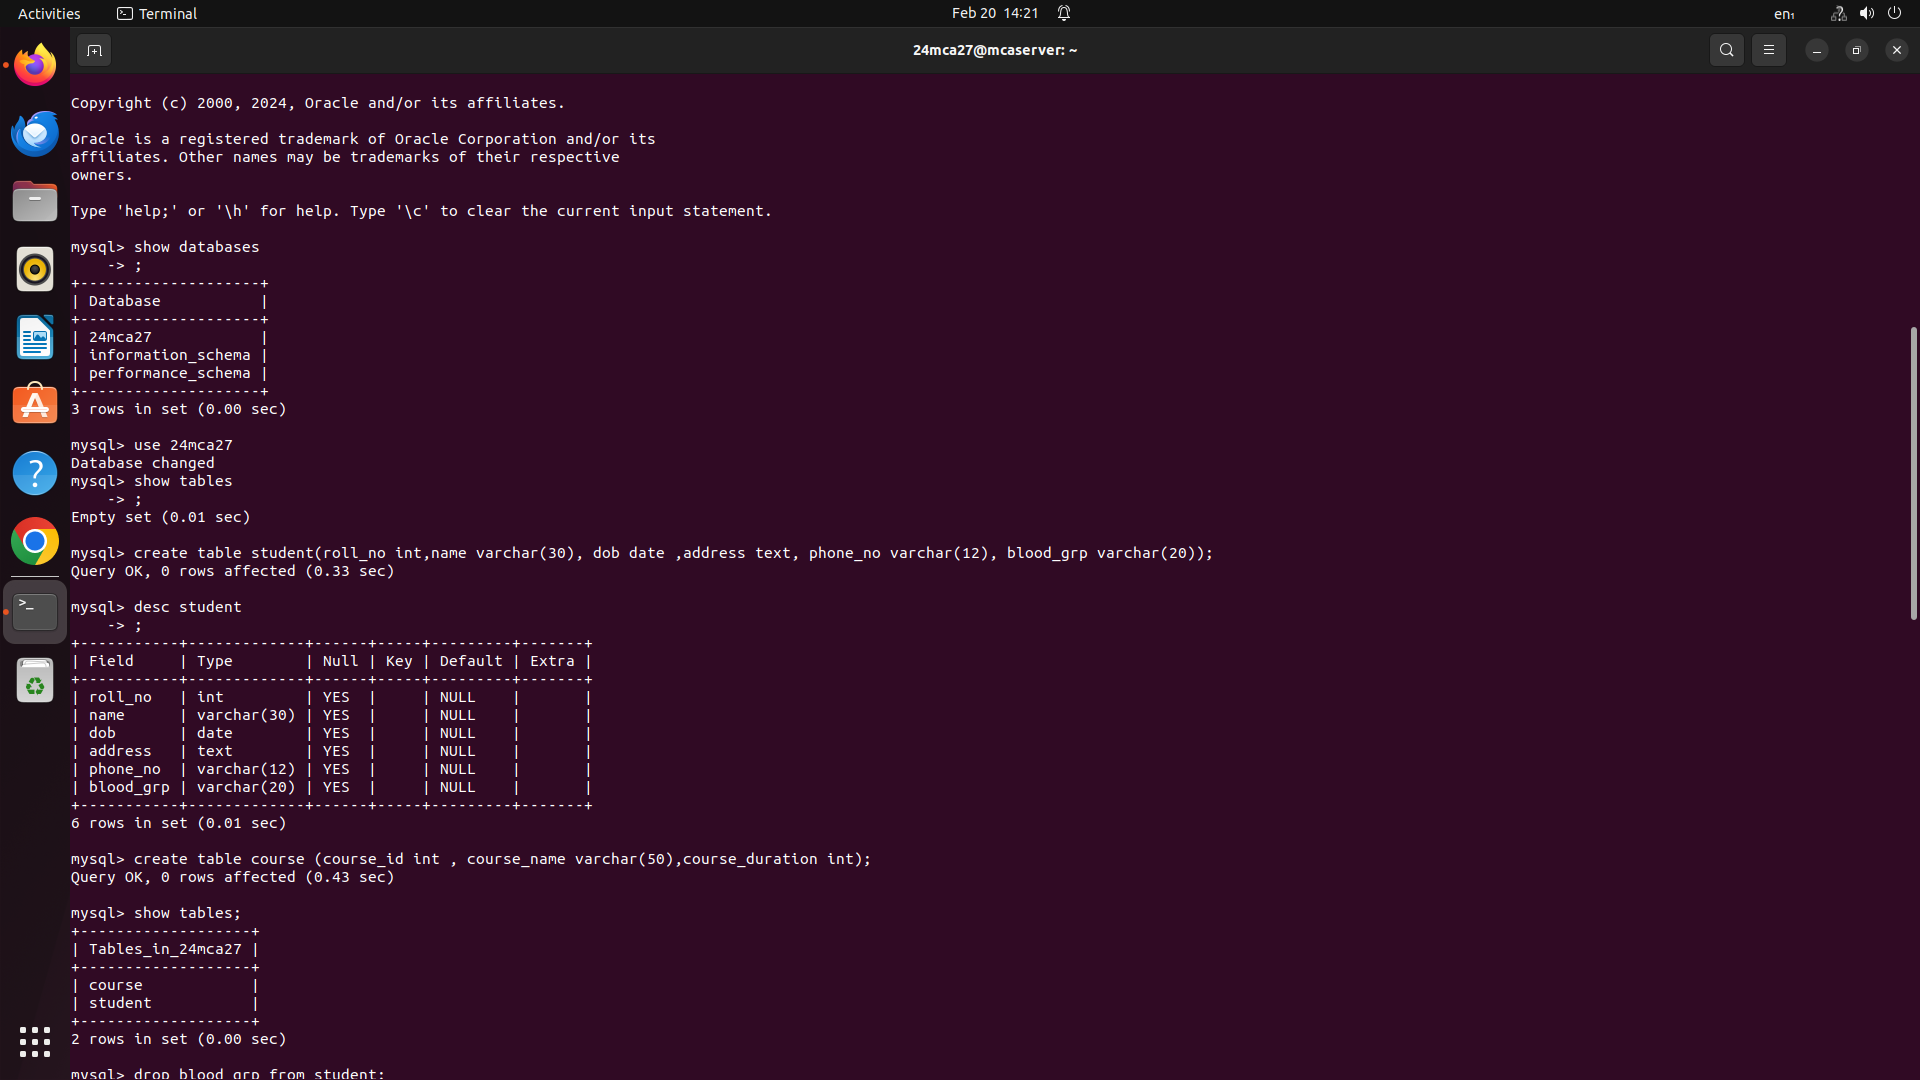 Activities
Terminal
Feb 20 14:21
en₁
24mca27@mcaserver: ~
Copyright (c) 2000, 2024, Oracle and/or its affiliates.
Oracle is a registered trademark of Oracle Corporation and/or its
affiliates. Other names may be trademarks of their respective
owners.
Type 'help;' or '\h' for help. Type '\c' to clear the current input statement.
mysql> show databases
    -> ;
+--------------------+
| Database           |
+--------------------+
| 24mca27            |
| information_schema |
| performance_schema |
+--------------------+
3 rows in set (0.00 sec)
mysql> use 24mca27
Database changed
mysql> show tables
    -> ;
Empty set (0.01 sec)
mysql> create table student(roll_no int,name varchar(30), dob date ,address text, phone_no varchar(12), blood_grp varchar(20));
Query OK, 0 rows affected (0.33 sec)
mysql> desc student
    -> ;
+-----------+-------------+------+-----+---------+-------+
| Field     | Type        | Null | Key | Default | Extra |
+-----------+-------------+------+-----+---------+-------+
| roll_no   | int         | YES  |     | NULL    |       |
| name      | varchar(30) | YES  |     | NULL    |       |
| dob       | date        | YES  |     | NULL    |       |
| address   | text        | YES  |     | NULL    |       |
| phone_no  | varchar(12) | YES  |     | NULL    |       |
| blood_grp | varchar(20) | YES  |     | NULL    |       |
+-----------+-------------+------+-----+---------+-------+
6 rows in set (0.01 sec)
mysql> create table course (course_id int , course_name varchar(50),course_duration int);
Query OK, 0 rows affected (0.43 sec)
mysql> show tables;
+-------------------+
| Tables_in_24mca27 |
+-------------------+
| course            |
| student           |
+-------------------+
2 rows in set (0.00 sec)
mysql> drop blood_grp from student;